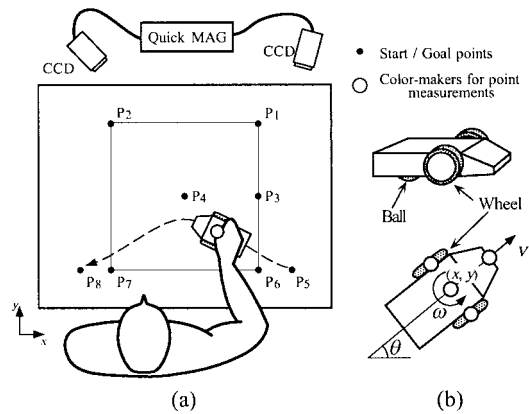 Quick MAG
CCD
CCD
Start / Goal points
Color-makers for point
measurements
P2
P1
P4
P3
P8
P7
P6
P5
y
x
Ball
Wheel
V
(x, y)
ω
θ
(a)
(b)